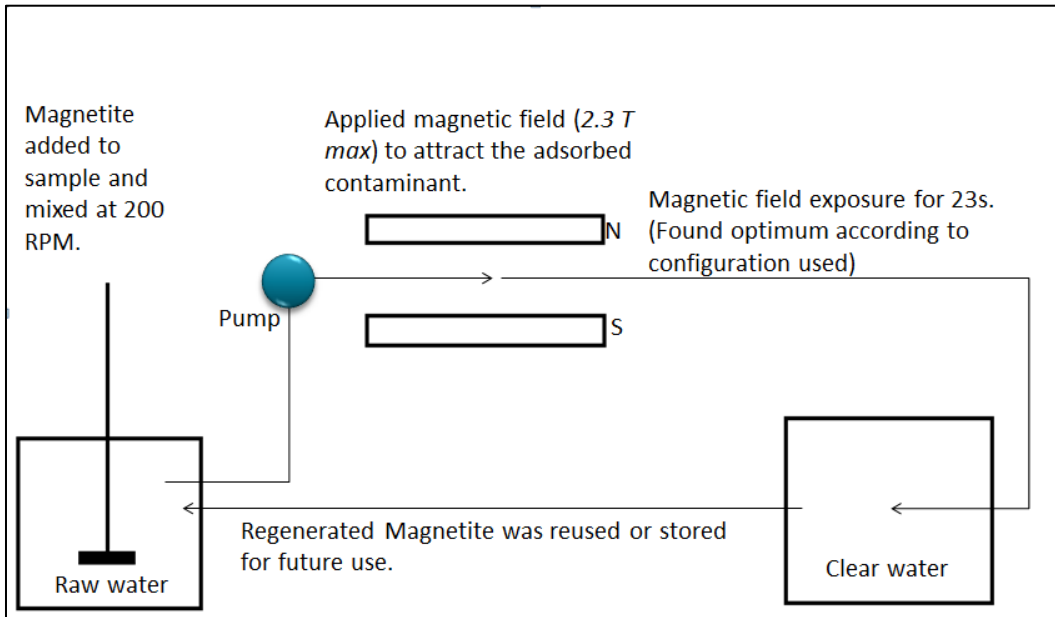 Magnetite
added to
sample and
mixed at 200
RPM.
Applied magnetic field (2.3 T
max) to attract the adsorbed
contaminant.
Magnetic field exposure for 23s.
(Found optimum according to
configuration used)
N
Pump
S
Regenerated Magnetite was reused or stored
for future use.
Raw water
Clear water